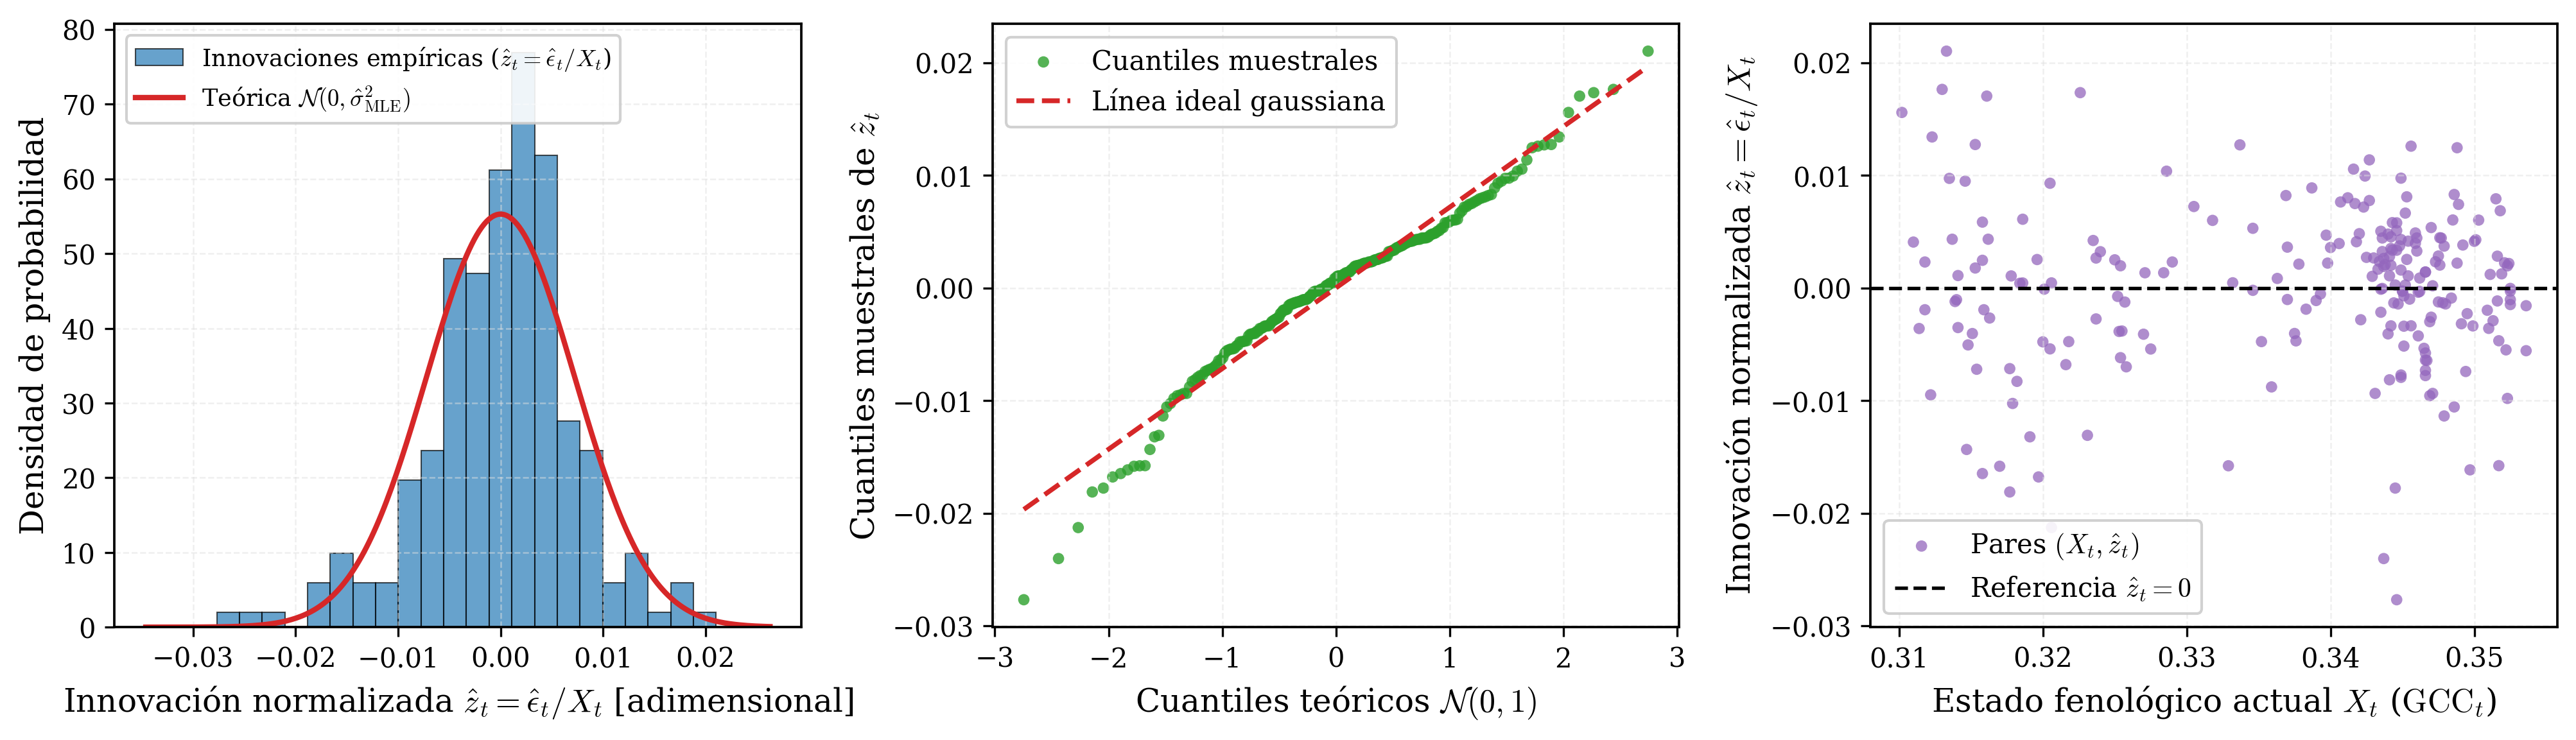 80
70
60
50
40
30
20
10
0
Densidad de probabilidad
Innovaciones empíricas (ẑ_t = ε̂_t/X_t)
Teórica 𝒩(0, σ̂²_MLE)
−0.03 −0.02 −0.01 0.00 0.01 0.02
Innovación normalizada ẑ_t = ε̂_t/X_t [adimensional]
0.02
0.01
0.00
−0.01
−0.02
−0.03
Cuantiles muestrales de ẑ_t
Cuantiles muestrales
Línea ideal gaussiana
−3 −2 −1 0 1 2 3
Cuantiles teóricos 𝒩(0, 1)
0.02
0.01
0.00
−0.01
−0.02
−0.03
Innovación normalizada ẑ_t = ε̂_t/X_t
Pares (X_t, ẑ_t)
Referencia ẑ_t = 0
0.31 0.32 0.33 0.34 0.35
Estado fenológico actual X_t (GCC_t)